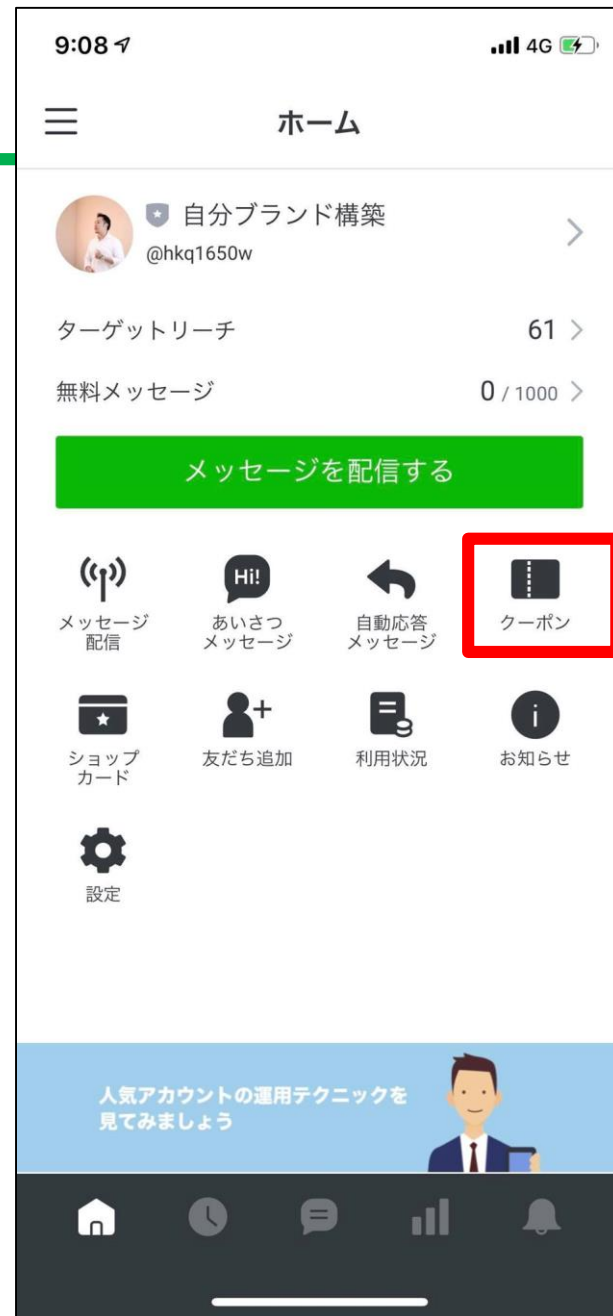 9:08
4G
ホーム
自分ブランド構築
@hkq1650w
ターゲットリーチ 61
無料メッセージ 0 / 1000
メッセージを配信する
メッセージ
配信
Hi!
あいさつ
メッセージ
自動応答
メッセージ
クーポン
ショップ
カード
友だち追加
利用状況
お知らせ
設定
人気アカウントの運用テクニックを
見てみましょう